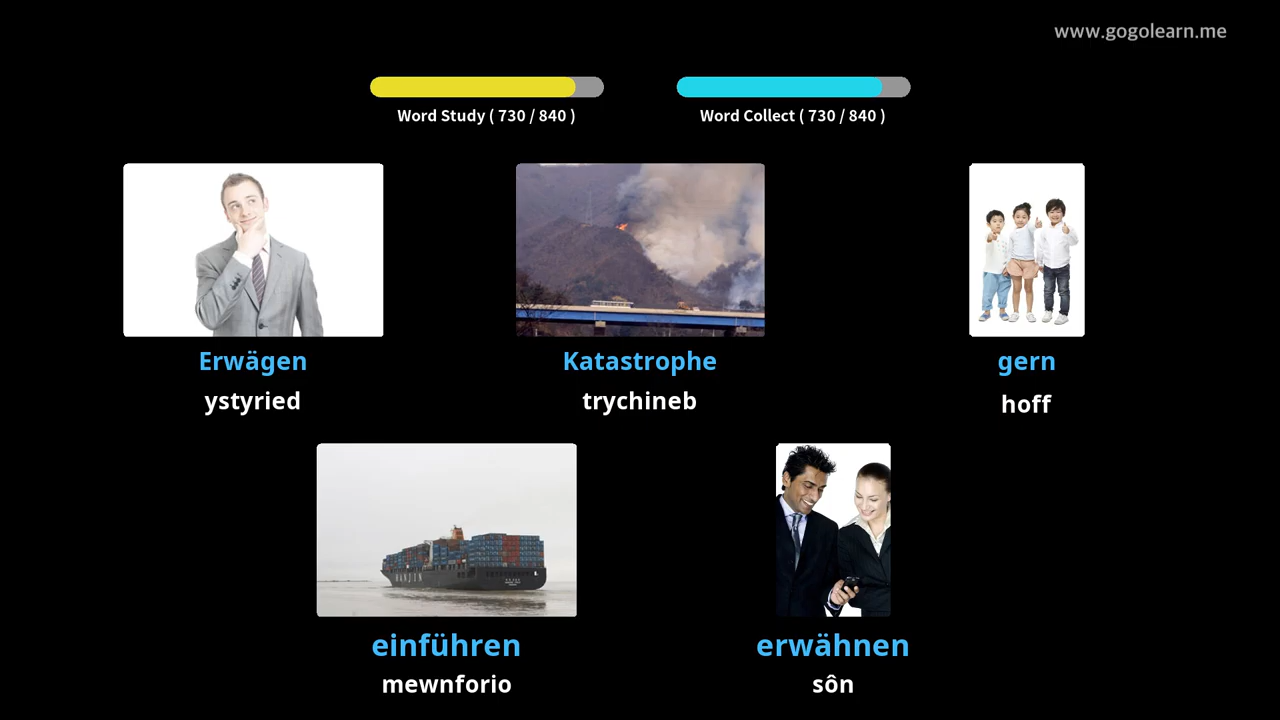 www.gogolearn.me
Word Study ( 730 / 840 )
Word Collect ( 730 / 840 )
Erwägen
ystyried
Katastrophe
trychineb
gern
hoff
HANJIN
einführen
mewnforio
erwähnen
sôn